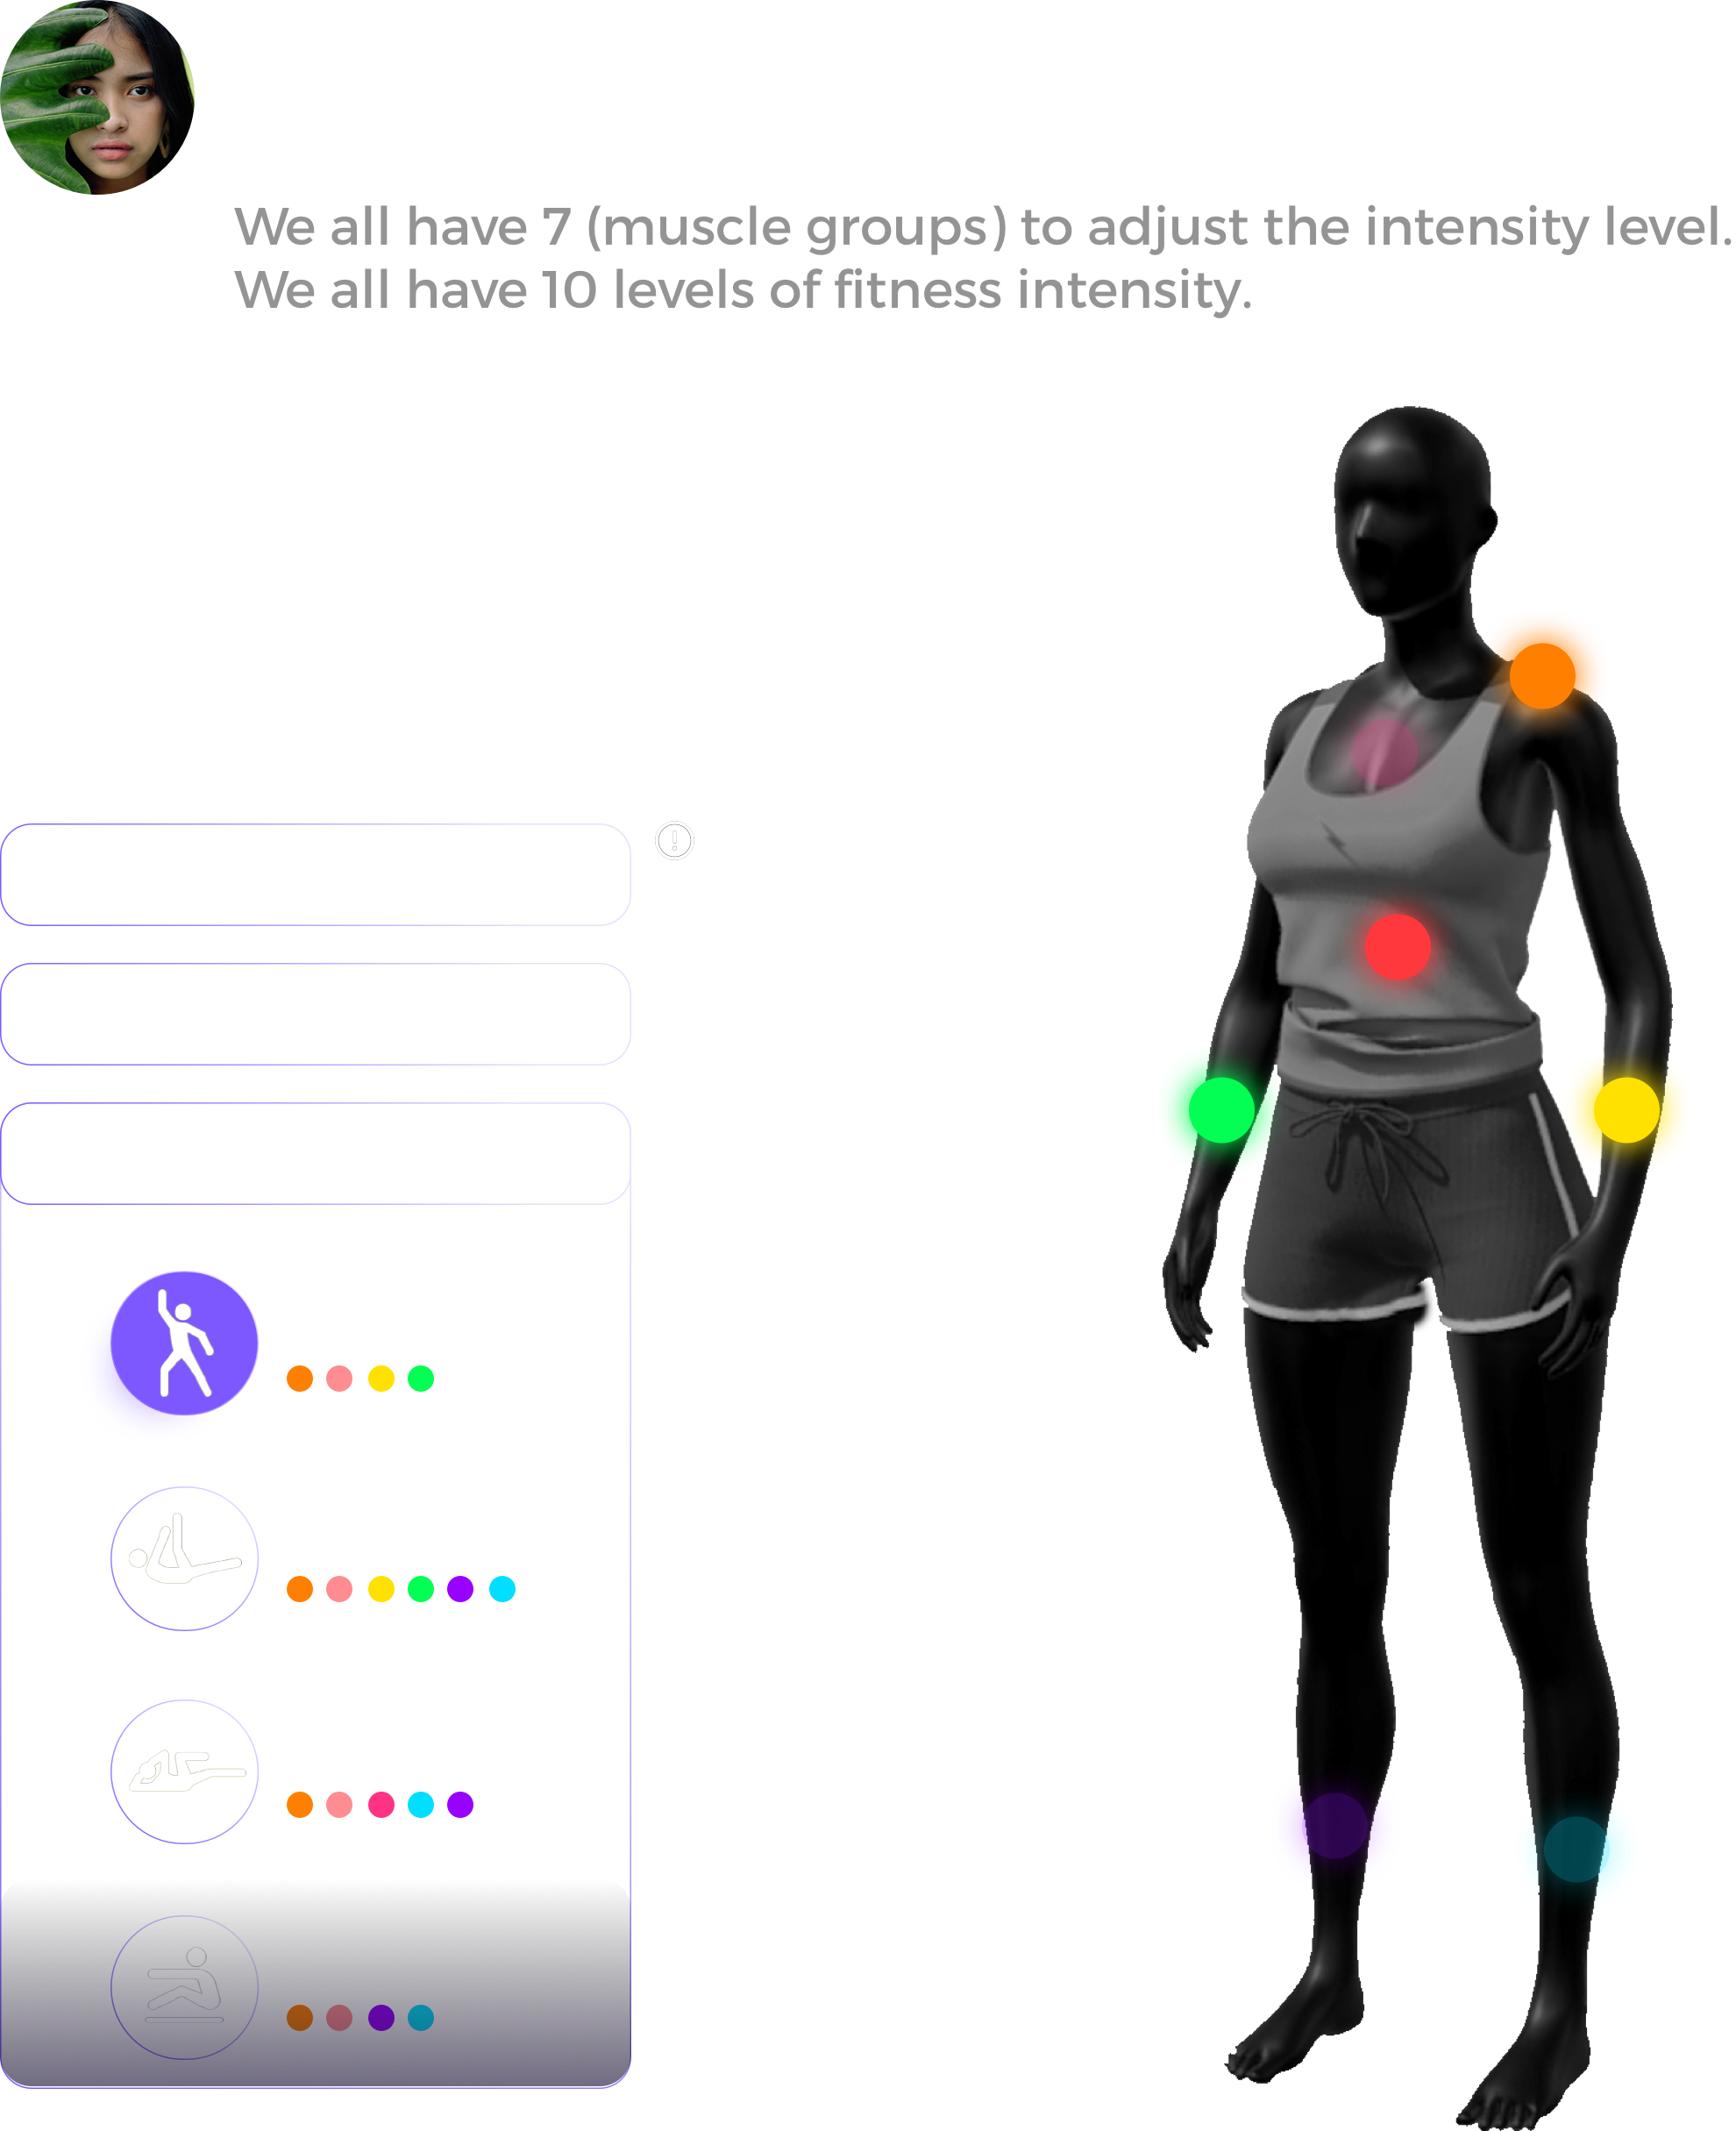 We all have 7 (muscle groups) to adjust the intensity level.
We all have 10 levels of fitness intensity.